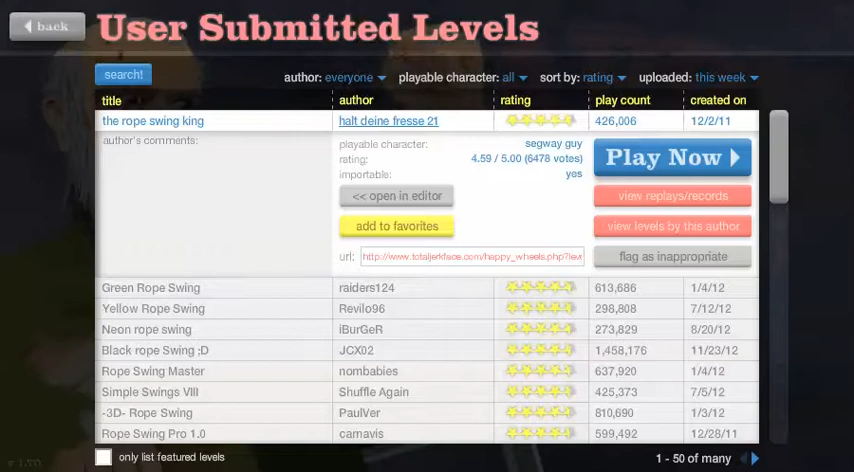 back
User Submitted Levels
search!
author: everyone playable character: all sort by: rating uploaded: this week
title author rating play count created on
the rope swing king halt deine fresse 21 426,006 12/2/11
author's comments:
playable character: segway guy
rating: 4.59 / 5.00 (6478 votes)
importable: yes
Play Now
<< open in editor
view replays/records
add to favorites
view levels by this author
url: http://www.totaljerkface.com/happy_wheels.php?lev
flag as inappropriate
Green Rope Swing raiders124 613,686 1/4/12
Yellow Rope Swing Revilo96 298,808 7/12/12
Neon rope swing iBurGeR 273,829 8/20/12
Black rope Swing ;D JCX02 1,458,176 11/23/12
Rope Swing Master nombabies 637,920 1/4/12
Simple Swings VIII Shuffle Again 425,373 7/5/12
-3D- Rope Swing PaulVer 810,690 1/3/12
Rope Swing Pro 1.0 carnavis 599,492 12/28/11
only list featured levels
1 - 50 of many